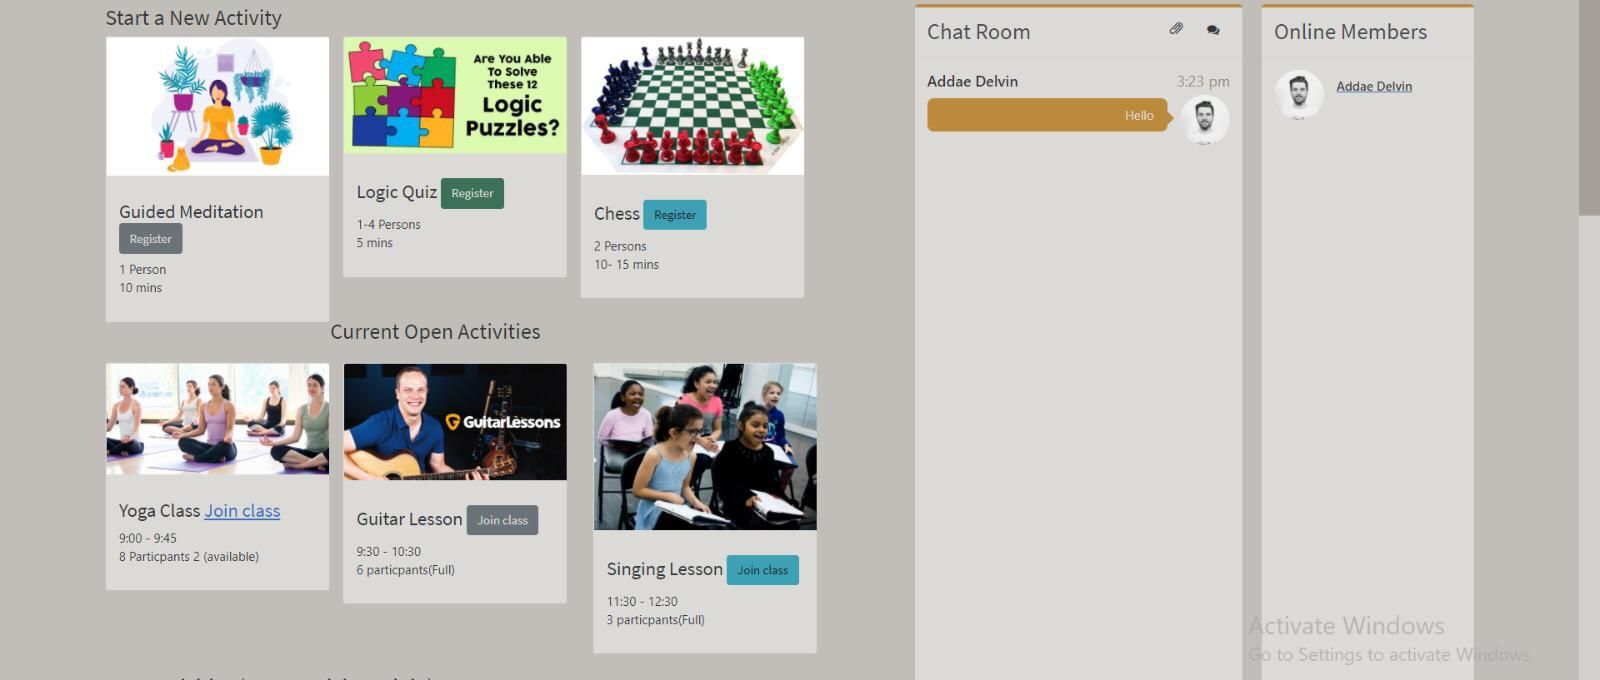 Start a New Activity
Are You Able
To Solve
These 12
Logic
Puzzles?
Guided Meditation
Register
1 Person
10 mins
Logic Quiz Register
1-4 Persons
5 mins
Chess Register
2 Persons
10- 15 mins
Current Open Activities
GUITARLESSONS
Yoga Class Join class
9:00 - 9:45
8 Particpants 2 (available)
Guitar Lesson Join class
9:30 - 10:30
6 particpants(Full)
Singing Lesson Join class
11:30 - 12:30
3 particpants(Full)
Chat Room
Addae Delvin 3:23 pm
Hello
Online Members
Addae Delvin
Activate Windows
Go to Settings to activate Windows.